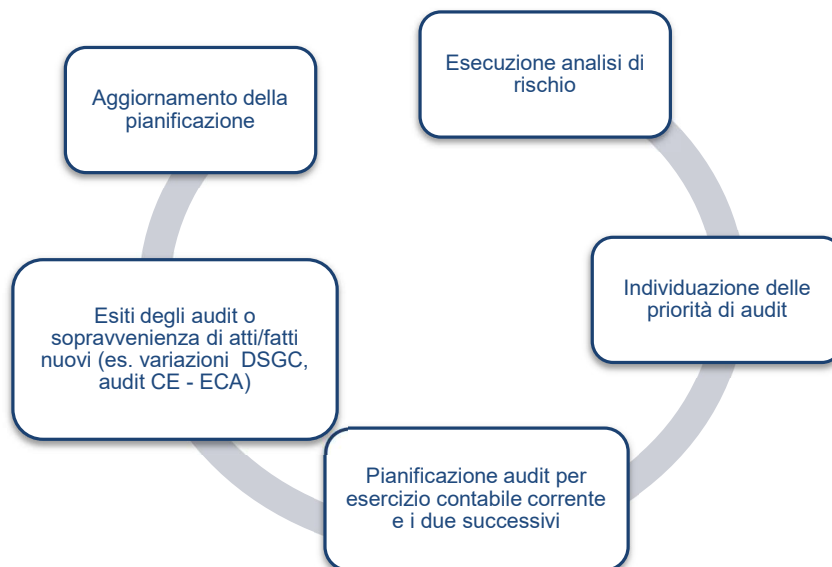 Esecuzione analisi di
rischio
Individuazione delle
priorità di audit
Pianificazione audit per
esercizio contabile corrente
e i due successivi
Esiti degli audit o
sopravvenienza di atti/fatti
nuovi (es. variazioni DSGC,
audit CE - ECA)
Aggiornamento della
pianificazione